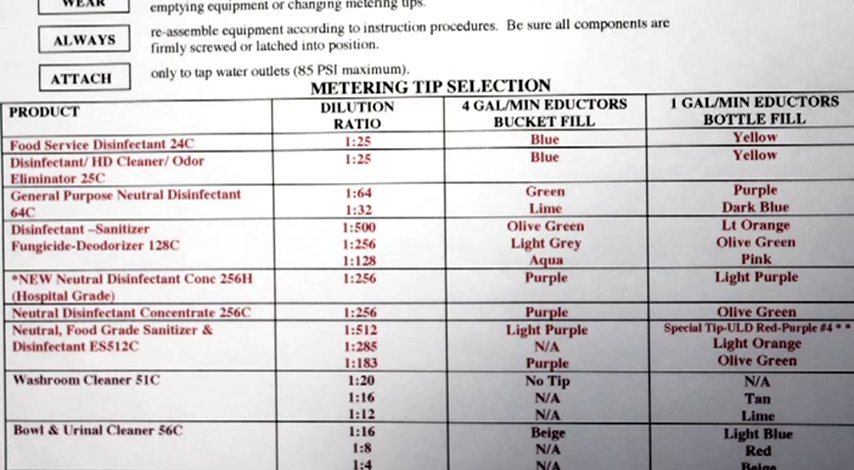 WEAR emptying equipment or changing metering tips.
ALWAYS re-assemble equipment according to instruction procedures. Be sure all components are
firmly screwed or latched into position.
ATTACH only to tap water outlets (85 PSI maximum).
METERING TIP SELECTION
PRODUCT DILUTION 4 GAL/MIN EDUCTORS 1 GAL/MIN EDUCTORS
RATIO BUCKET FILL BOTTLE FILL
Food Service Disinfectant 24C 1:25 Blue Yellow
Disinfectant/ HD Cleaner/ Odor 1:25 Blue Yellow
Eliminator 25C
General Purpose Neutral Disinfectant 1:64 Green Purple
64C 1:32 Lime Dark Blue
Disinfectant –Sanitizer 1:500 Olive Green Lt Orange
Fungicide-Deodorizer 128C 1:256 Light Grey Olive Green
1:128 Aqua Pink
*NEW Neutral Disinfectant Conc 256H 1:256 Purple Light Purple
(Hospital Grade)
Neutral Disinfectant Concentrate 256C 1:256 Purple Olive Green
Neutral, Food Grade Sanitizer & 1:512 Light Purple Special Tip-ULD Red-Purple #4 * *
Disinfectant ES512C 1:285 N/A Light Orange
1:183 Purple Olive Green
Washroom Cleaner 51C 1:20 No Tip N/A
1:16 N/A Tan
1:12 N/A Lime
Bowl & Urinal Cleaner 56C 1:16 Beige Light Blue
1:8 N/A Red
1:4 N/A Beige